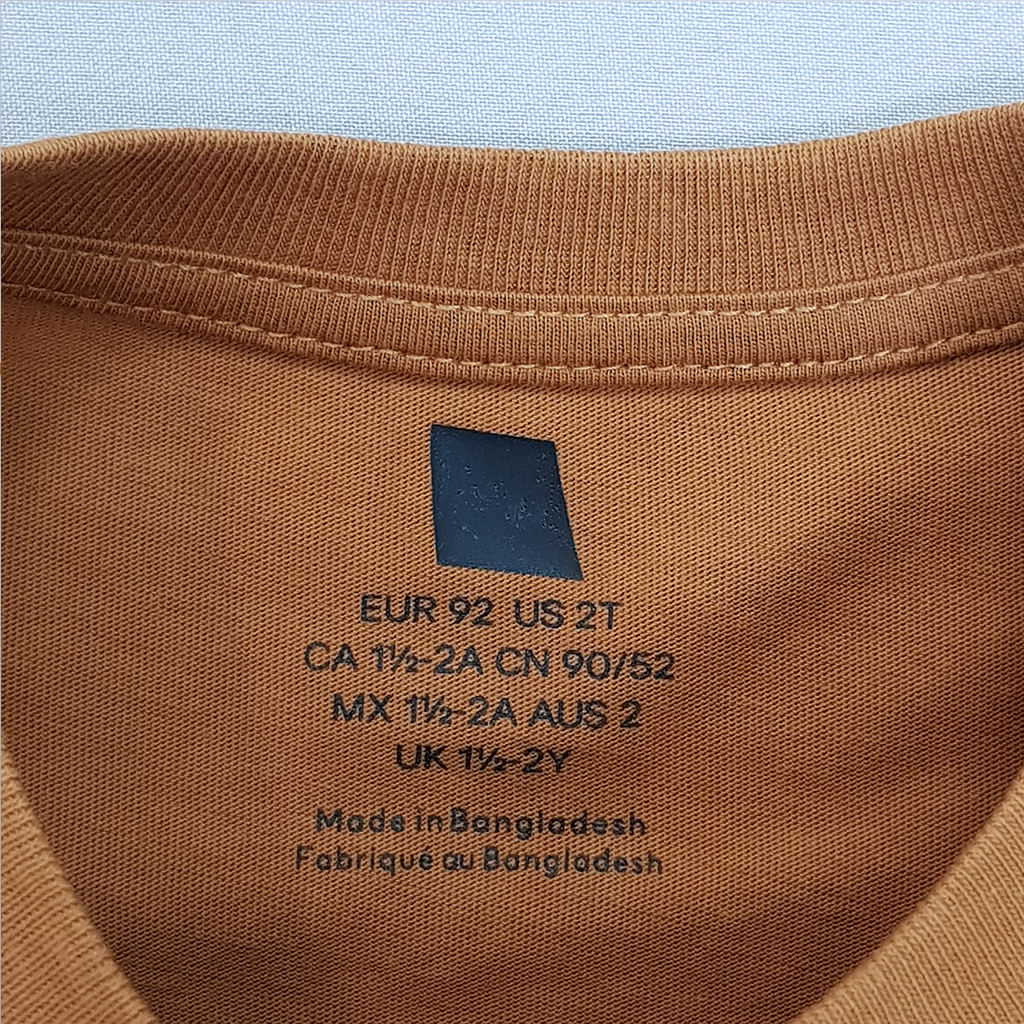 EUR 92 US 2T
CA 1½-2A CN 90/52
MX 1½-2A AUS 2
UK 1½-2Y
Made in Bangladesh
Fabriqué au Bangladesh